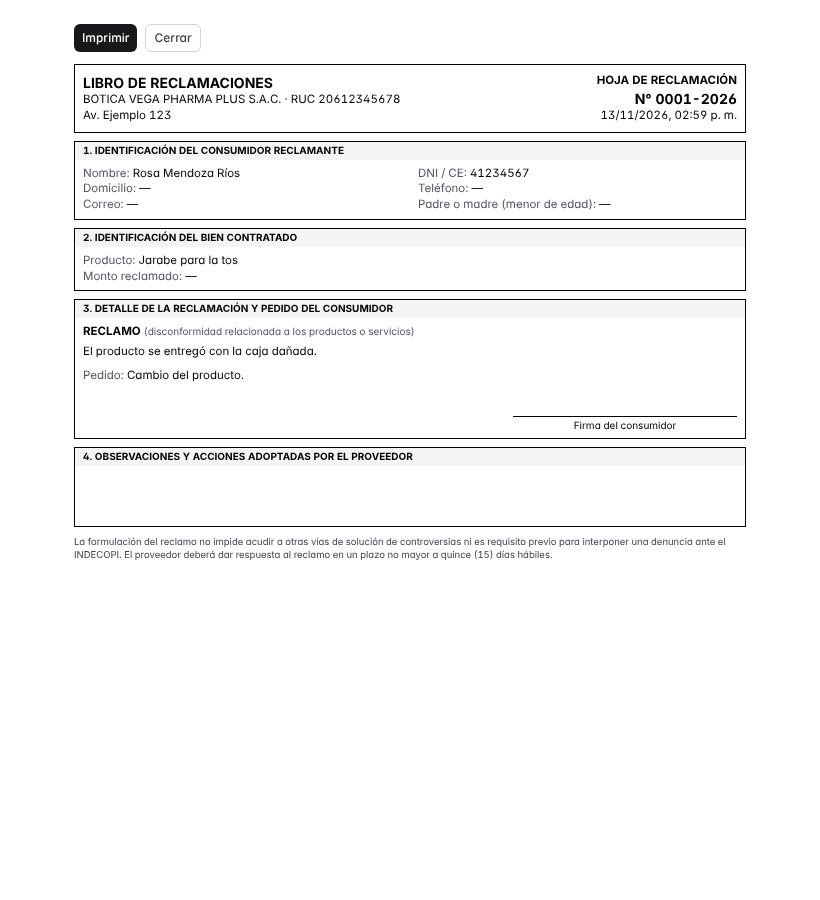 Imprimir Cerrar
LIBRO DE RECLAMACIONES
BOTICA VEGA PHARMA PLUS S.A.C. · RUC 20612345678
Av. Ejemplo 123
HOJA DE RECLAMACIÓN
N° 0001-2026
13/11/2026, 02:59 p. m.
1. IDENTIFICACIÓN DEL CONSUMIDOR RECLAMANTE
Nombre: Rosa Mendoza Ríos DNI / CE: 41234567
Domicilio: — Teléfono: —
Correo: — Padre o madre (menor de edad): —
2. IDENTIFICACIÓN DEL BIEN CONTRATADO
Producto: Jarabe para la tos
Monto reclamado: —
3. DETALLE DE LA RECLAMACIÓN Y PEDIDO DEL CONSUMIDOR
RECLAMO (disconformidad relacionada a los productos o servicios)
El producto se entregó con la caja dañada.
Pedido: Cambio del producto.
Firma del consumidor
4. OBSERVACIONES Y ACCIONES ADOPTADAS POR EL PROVEEDOR
La formulación del reclamo no impide acudir a otras vías de solución de controversias ni es requisito previo para interponer una denuncia ante el
INDECOPI. El proveedor deberá dar respuesta al reclamo en un plazo no mayor a quince (15) días hábiles.